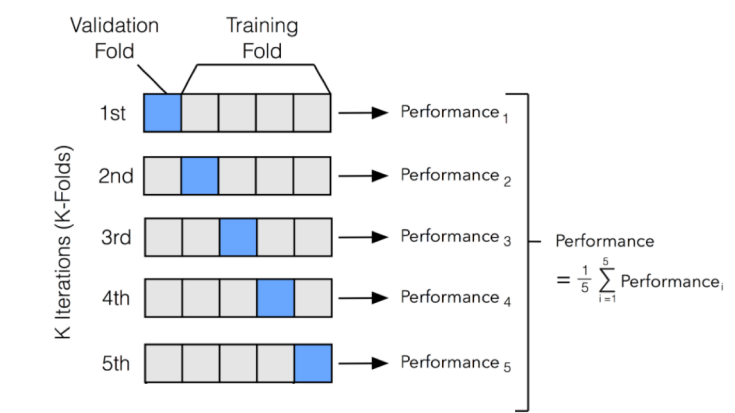 Validation
Fold
Training
Fold
K Iterations (K-Folds)
1st
Performance 1
2nd
Performance 2
3rd
Performance 3
4th
Performance 4
5th
Performance 5
Performance
= 1/5 5∑i=1 Performancei